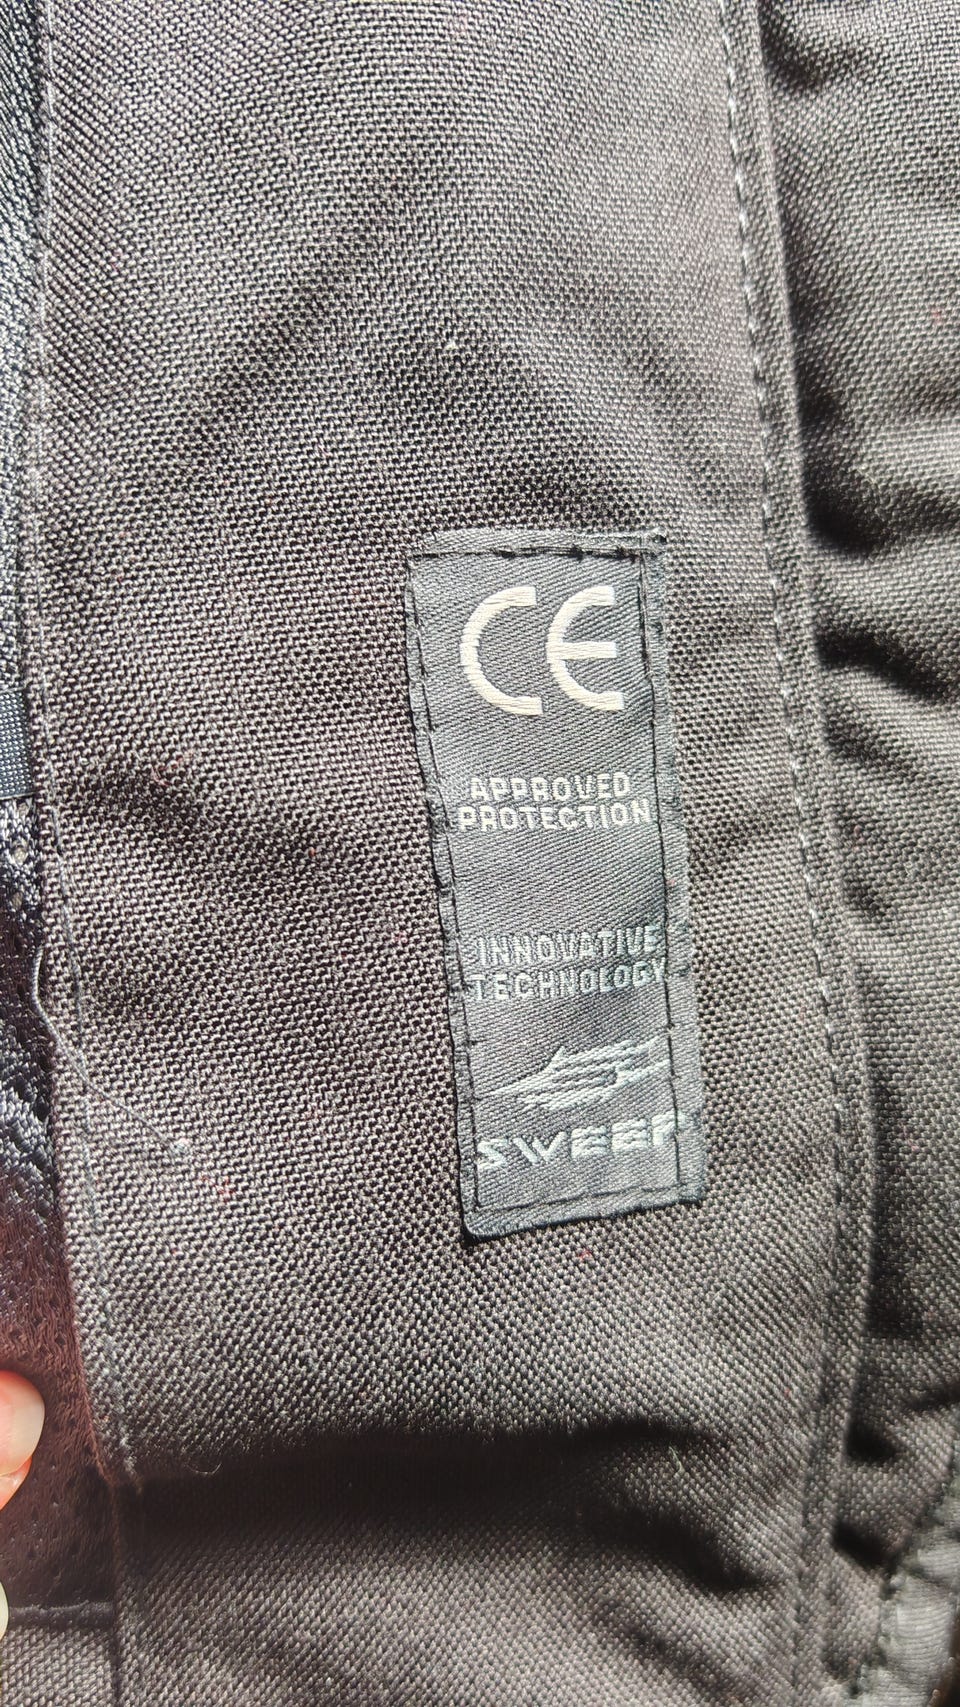 CE
APPROVED
PROTECTION
INNOVATIVE
TECHNOLOGY
SWEEP